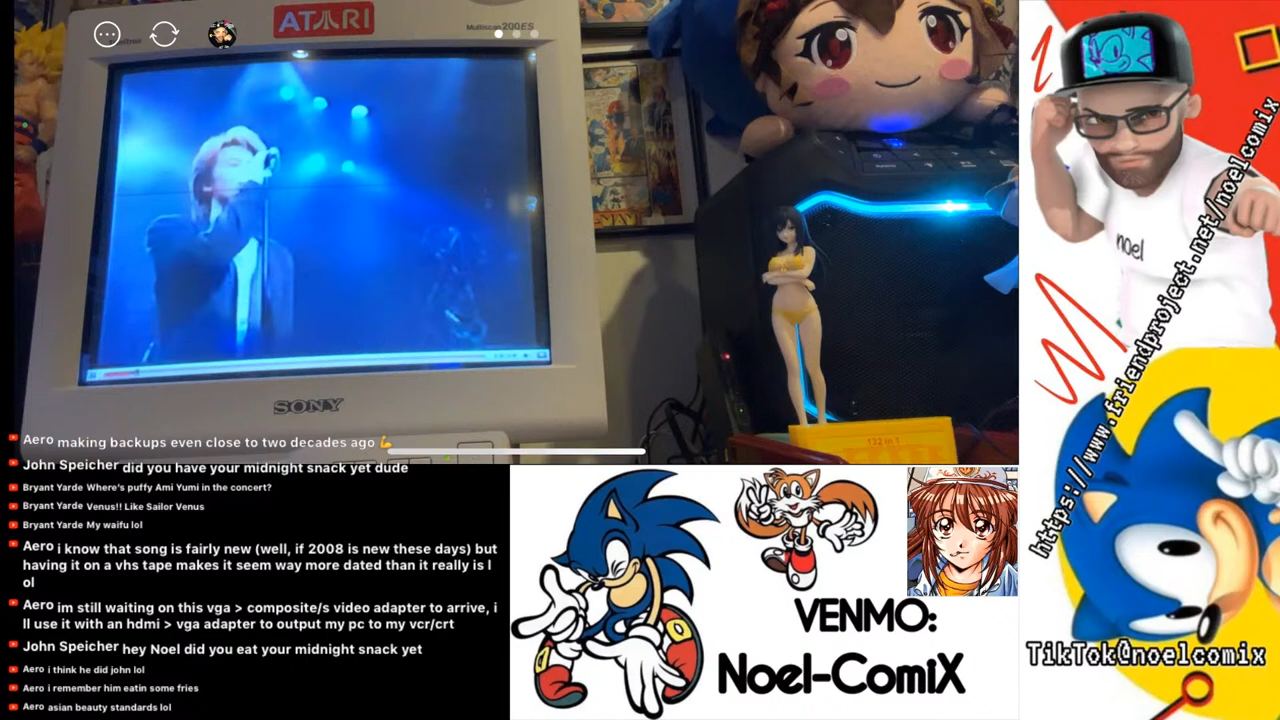 ATARI
Multiscan 200ES
SONY
132 in 1
Aero making backups even close to two decades ago 💪
John Speicher did you have your midnight snack yet dude
Bryant Yarde Where's puffy Ami Yumi in the concert?
Bryant Yarde Venus!! Like Sailor Venus
Bryant Yarde My waifu lol
Aero i know that song is fairly new (well, if 2008 is new these days) but
having it on a vhs tape makes it seem way more dated than it really is l
ol
Aero im still waiting on this vga > composite/s video adapter to arrive, i
ll use it with an hdmi > vga adapter to output my pc to my vcr/crt
John Speicher hey Noel did you eat your midnight snack yet
Aero i think he did john lol
Aero i remember him eatin some fries
Aero asian beauty standards lol
VENMO:
Noel-ComiX
noel
https://www.friendproject.net/noelcomix
TikTok@noelcomix